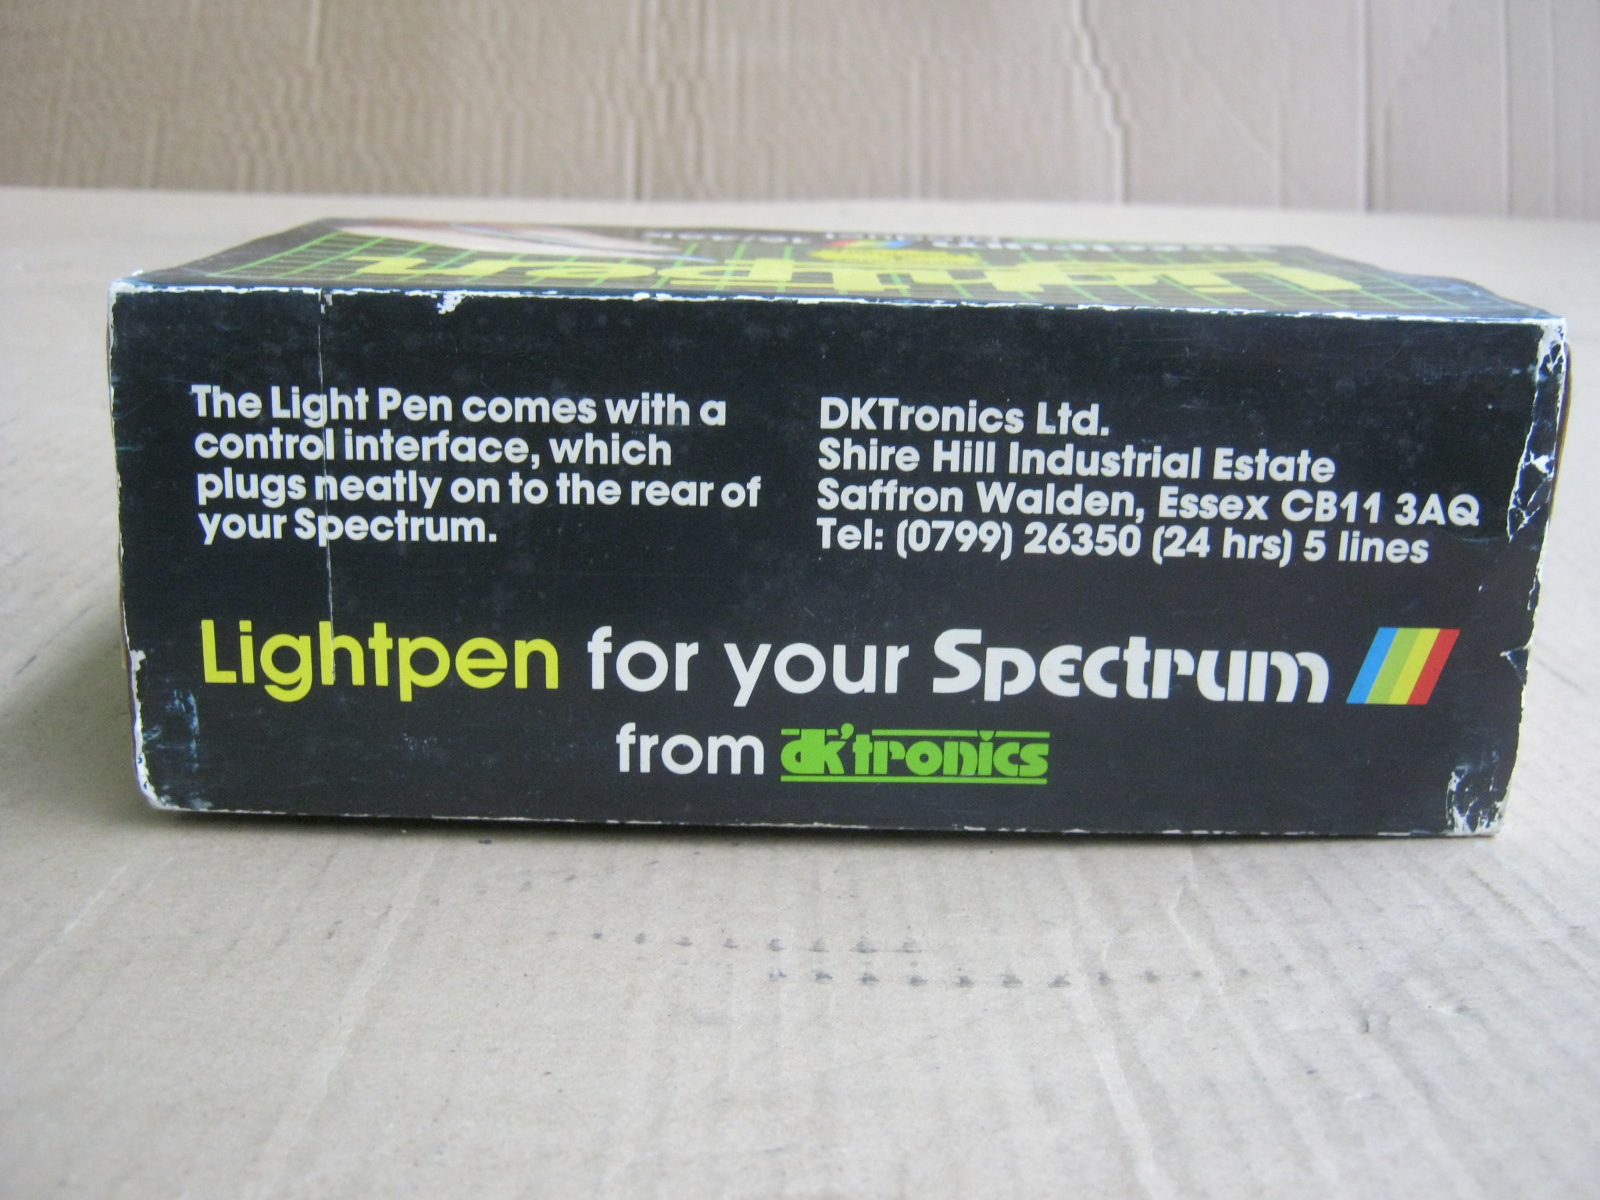 Spectrum
Lightpen
The Light Pen comes with a
control interface, which
plugs neatly on to the rear of
your Spectrum.
DKTronics Ltd.
Shire Hill Industrial Estate
Saffron Walden, Essex CB11 3AQ
Tel: (0799) 26350 (24 hrs) 5 lines
Lightpen for your Spectrum
from dk'tronics